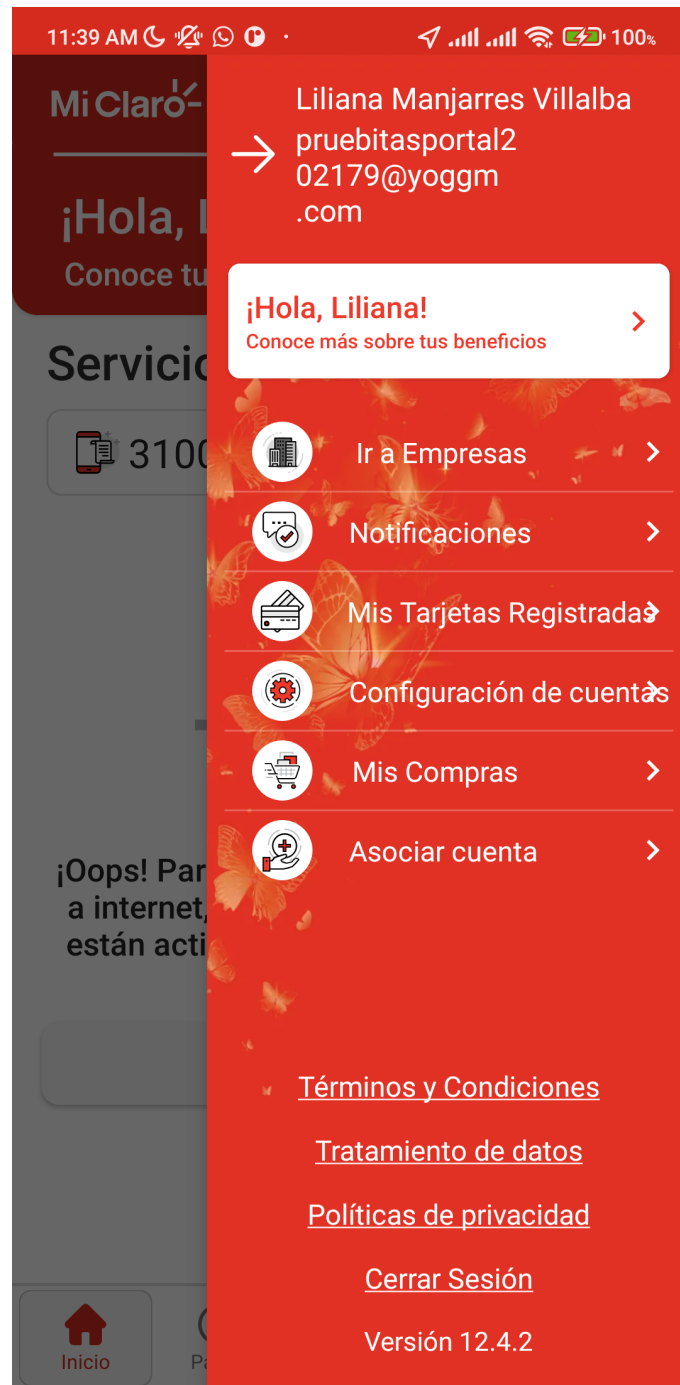 11:39 AM
100%
Mi Claro
¡Hola, L
Conoce tu
Servicio
3100
¡Oops! Par
a internet,
están acti
Inicio
Pa
Liliana Manjarres Villalba
pruebitasportal2
02179@yoggm
.com
¡Hola, Liliana!
Conoce más sobre tus beneficios
Ir a Empresas
Notificaciones
Mis Tarjetas Registradas
Configuración de cuentas
Mis Compras
Asociar cuenta
Términos y Condiciones
Tratamiento de datos
Políticas de privacidad
Cerrar Sesión
Versión 12.4.2